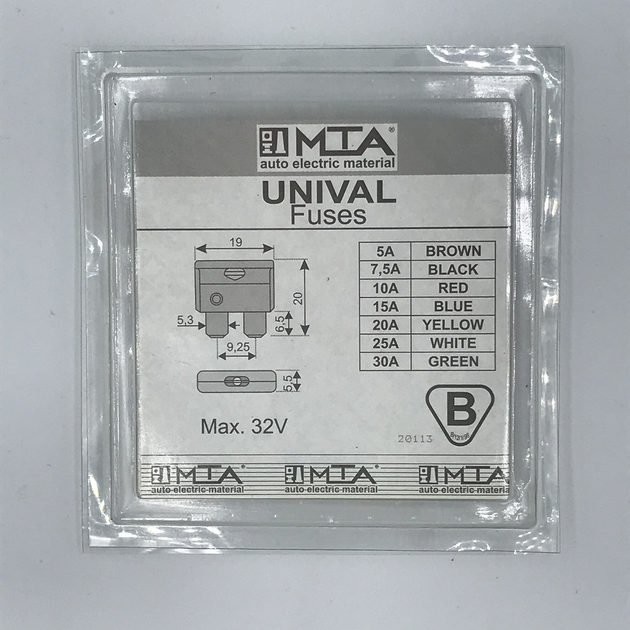 MTA®
auto electric material
UNIVAL
Fuses
19
20
5,3
6,5
9,25
5,5
5A BROWN
7,5A BLACK
10A RED
15A BLUE
20A YELLOW
25A WHITE
30A GREEN
Max. 32V
B
20113
MTA® MTA® MTA
auto electric material auto electric material auto electric material